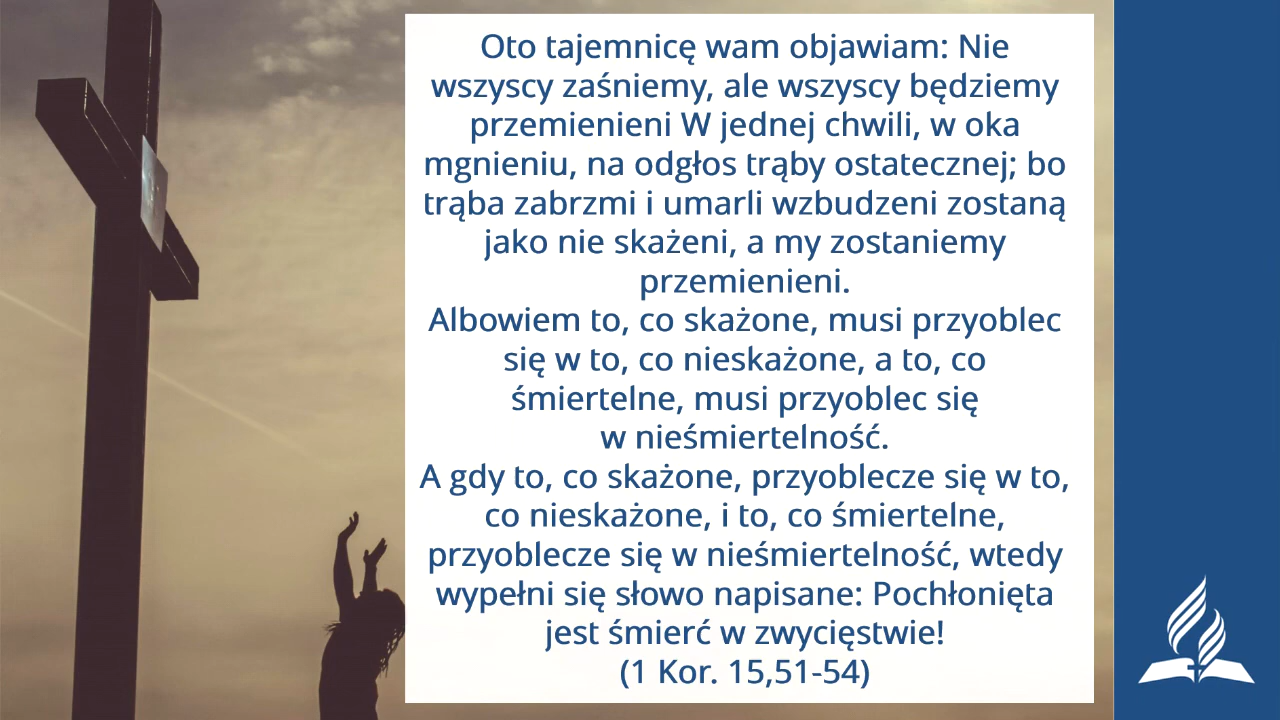 Oto tajemnicę wam objawiam: Nie
wszyscy zaśniemy, ale wszyscy będziemy
przemienieni W jednej chwili, w oka
mgnieniu, na odgłos trąby ostatecznej; bo
trąba zabrzmi i umarli wzbudzeni zostaną
jako nie skażeni, a my zostaniemy
przemienieni.
Albowiem to, co skażone, musi przyoblec
się w to, co nieskażone, a to, co
śmiertelne, musi przyoblec się
w nieśmiertelność.
A gdy to, co skażone, przyoblecze się w to,
co nieskażone, i to, co śmiertelne,
przyoblecze się w nieśmiertelność, wtedy
wypełni się słowo napisane: Pochłonięta
jest śmierć w zwycięstwie!
(1 Kor. 15,51-54)